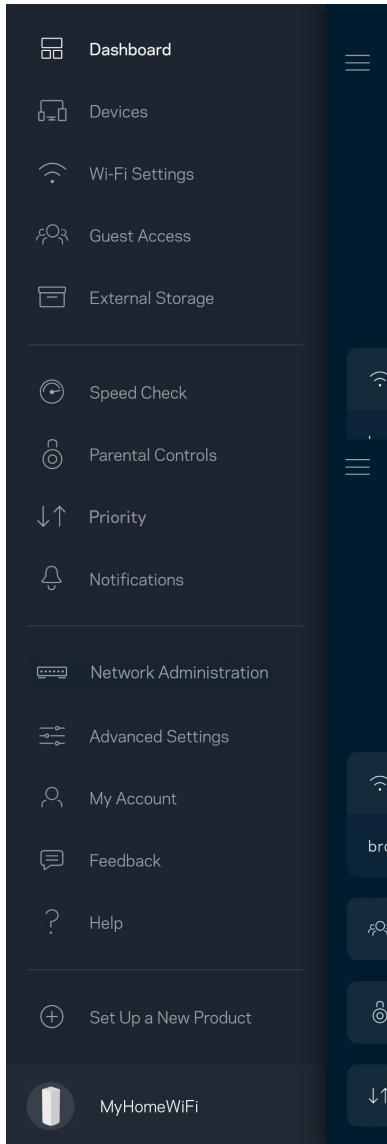 Dashboard
Devices
Wi-Fi Settings
Guest Access
External Storage
Speed Check
Parental Controls
Priority
Notifications
Network Administration
Advanced Settings
My Account
Feedback
Help
Set Up a New Product
MyHomeWiFi